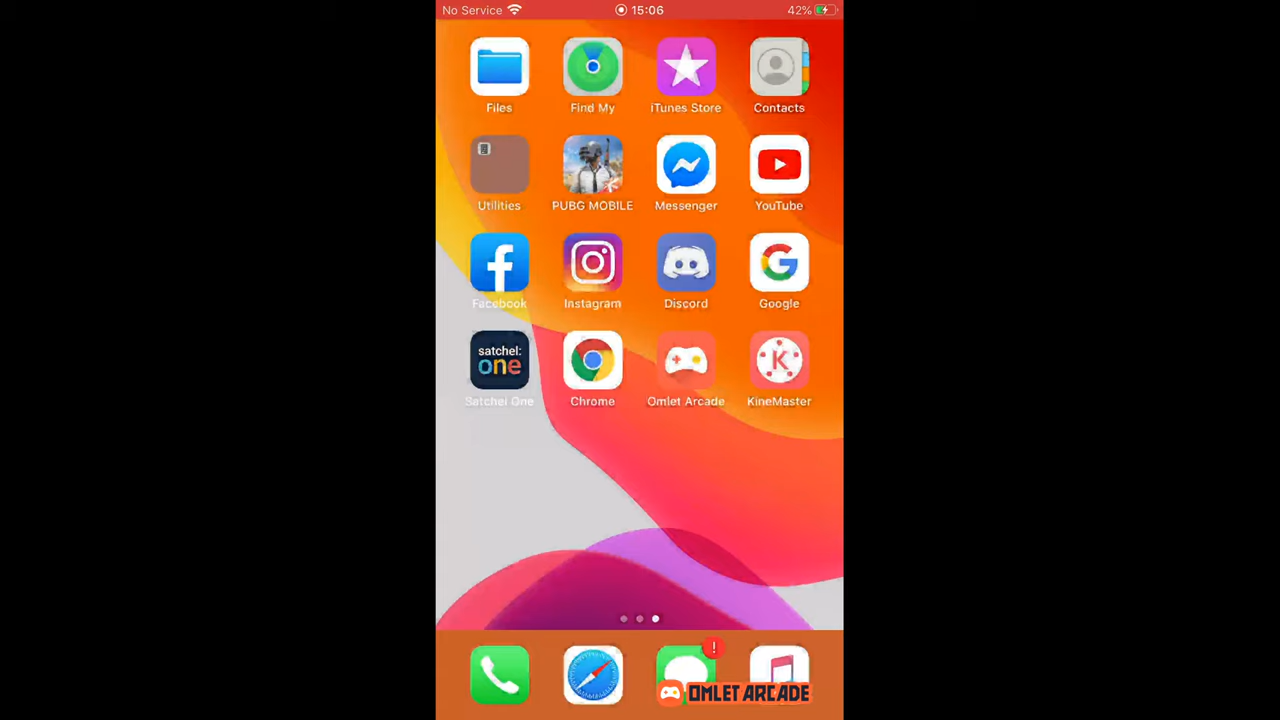 No Service 15:06 42%
Files Find My iTunes Store Contacts
Utilities PUBG MOBILE Messenger YouTube
Facebook Instagram Discord Google
satchel:
one
Satchel One Chrome Omlet Arcade KineMaster
!
OMLET ARCADE